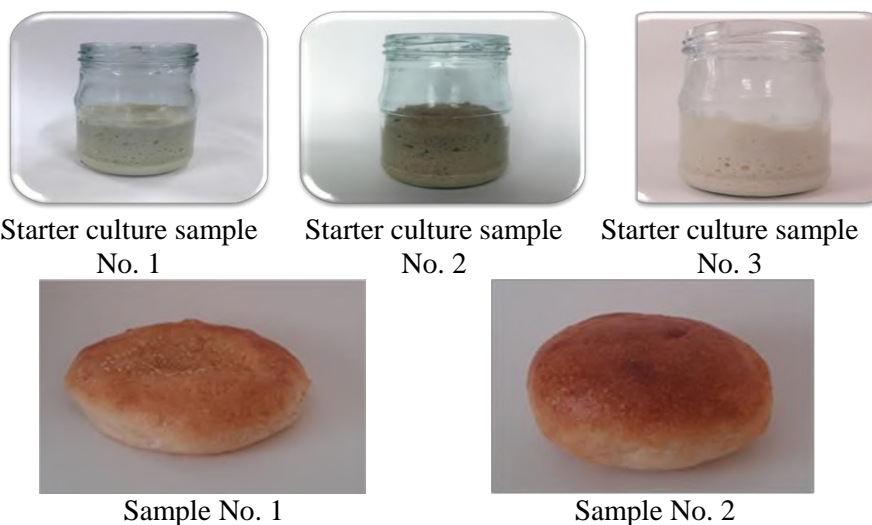 Starter culture sample Starter culture sample Starter culture sample
No. 1 No. 2 No. 3
Sample No. 1 Sample No. 2